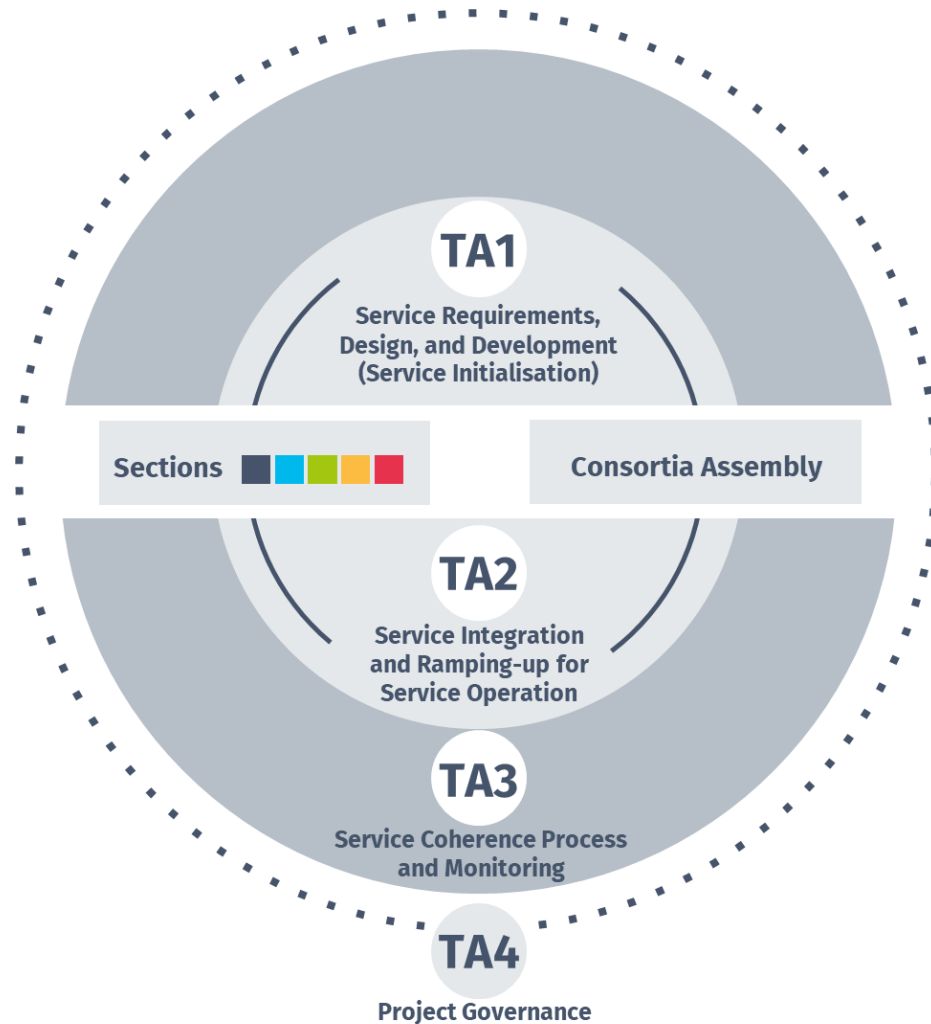 TA1
Service Requirements,
Design, and Development
(Service Initialisation)
Sections
Consortia Assembly
TA2
Service Integration
and Ramping-up for
Service Operation
TA3
Service Coherence Process
and Monitoring
TA4
Project Governance